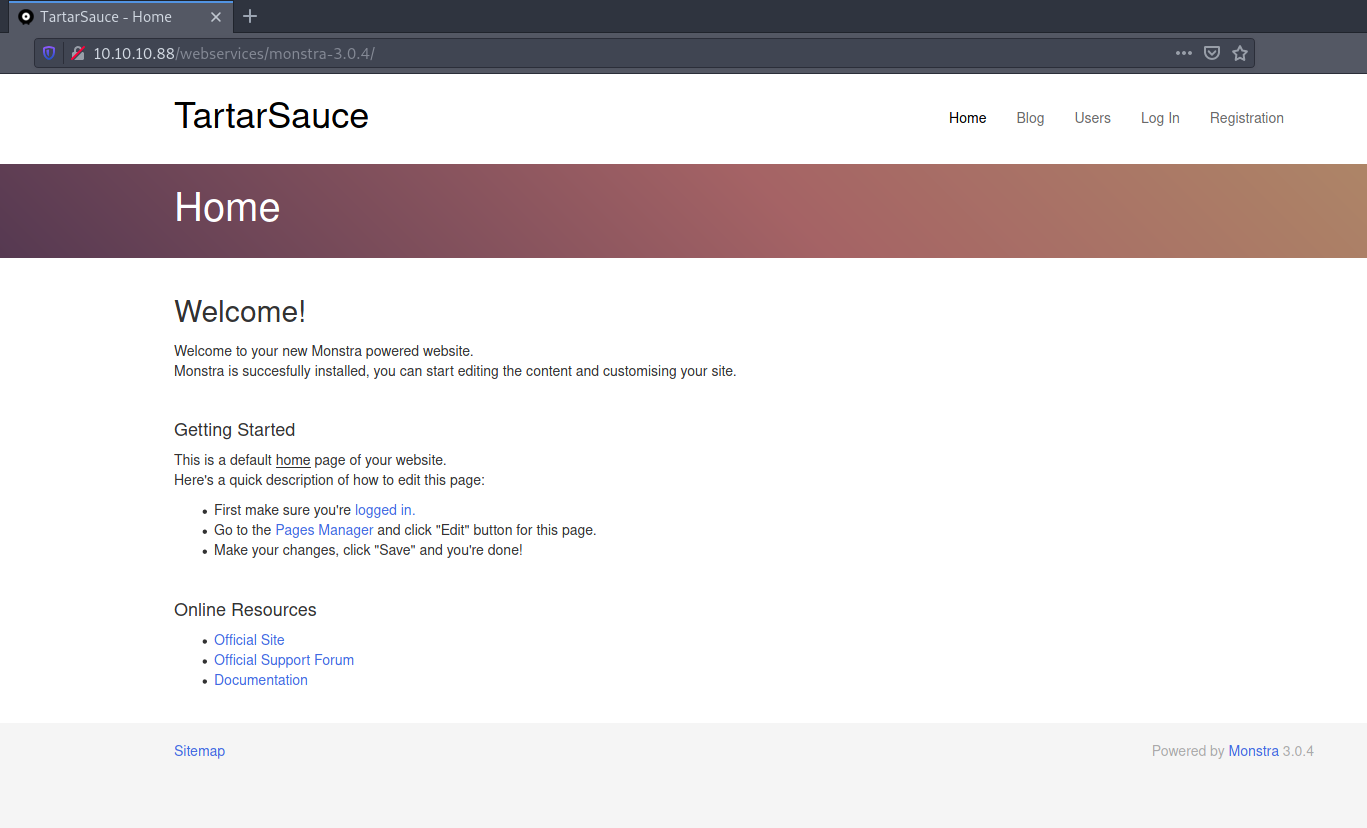 TartarSauce - Home
10.10.10.88/webservices/monstra-3.0.4/
TartarSauce
Home Blog Users Log In Registration
Home
Welcome!
Welcome to your new Monstra powered website.
Monstra is succesfully installed, you can start editing the content and customising your site.
Getting Started
This is a default home page of your website.
Here's a quick description of how to edit this page:
• First make sure you're logged in.
• Go to the Pages Manager and click "Edit" button for this page.
• Make your changes, click "Save" and you're done!
Online Resources
• Official Site
• Official Support Forum
• Documentation
Sitemap Powered by Monstra 3.0.4